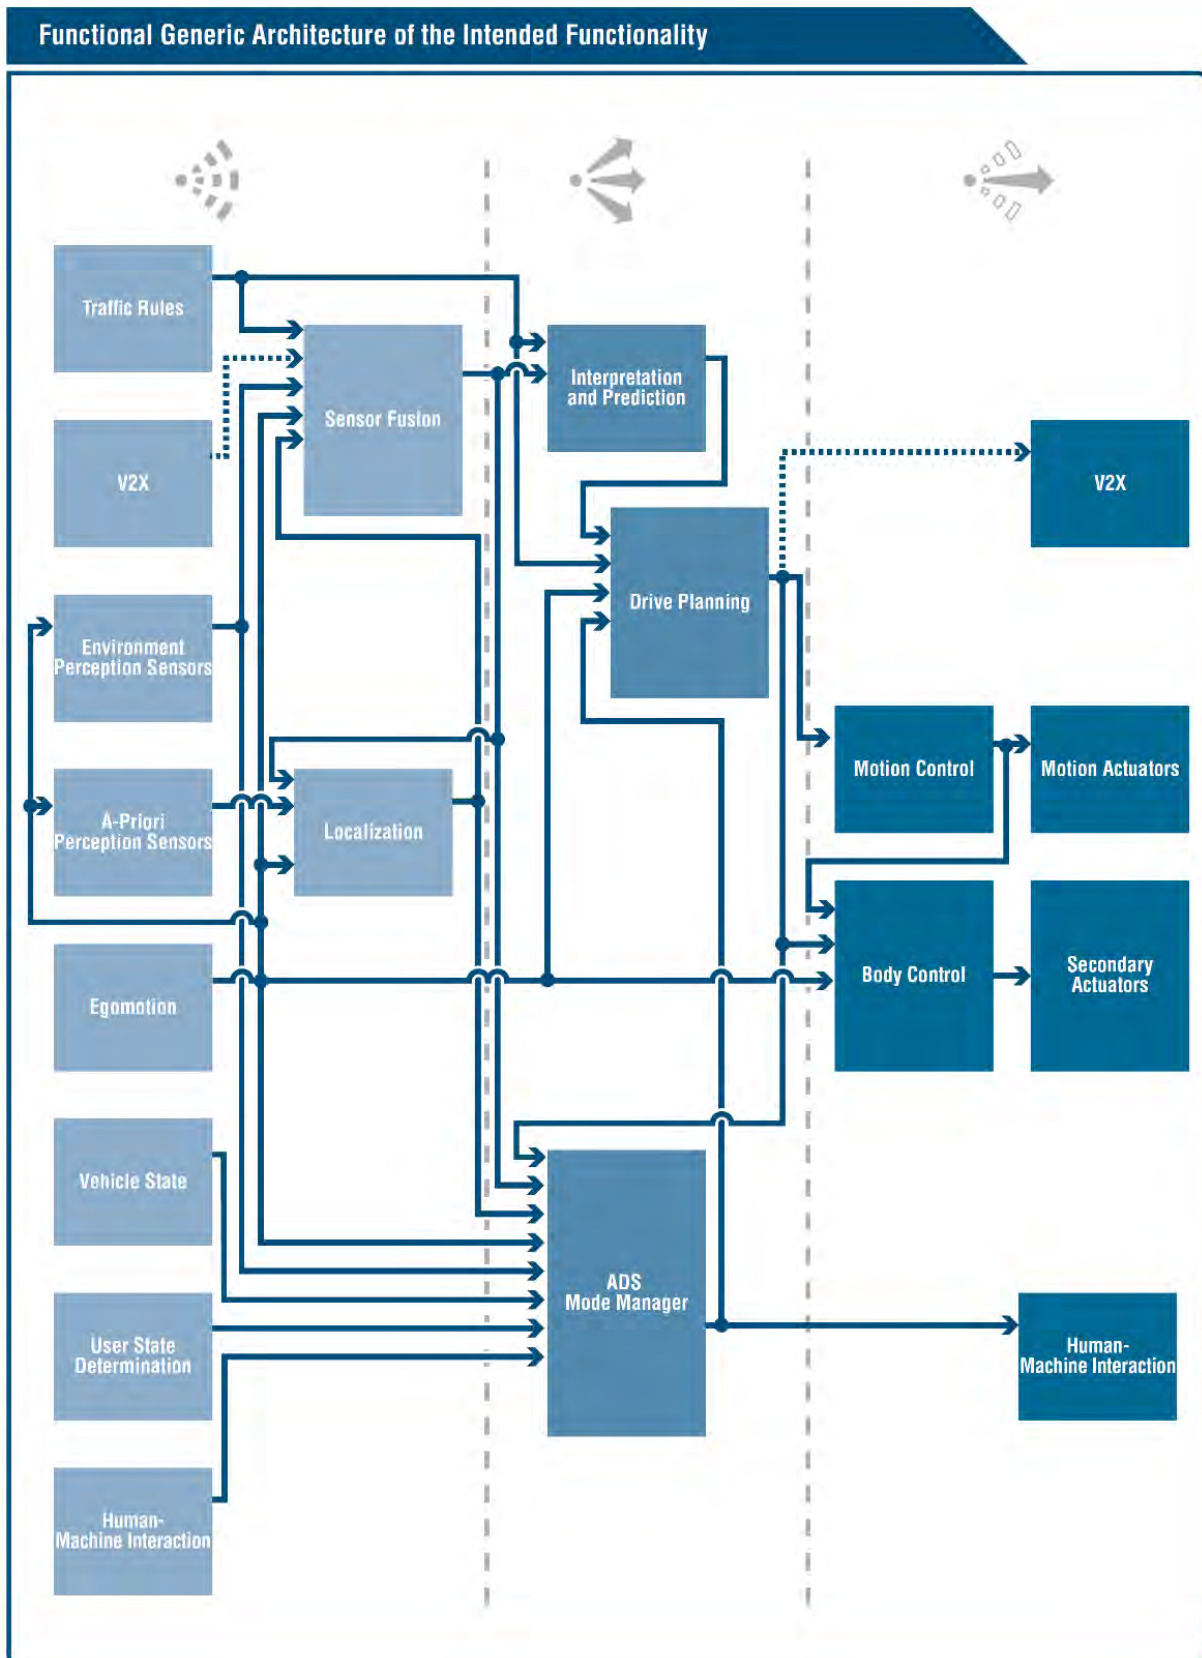 Functional Generic Architecture of the Intended Functionality
Traffic Rules
V2X
Environment
Perception Sensors
A-Priori
Perception Sensors
Egomotion
Vehicle State
User State
Determination
Human-
Machine Interaction
Sensor Fusion
Localization
Interpretation
and Prediction
Drive Planning
ADS
Mode Manager
V2X
Motion Control
Motion Actuators
Body Control
Secondary
Actuators
Human-
Machine Interaction